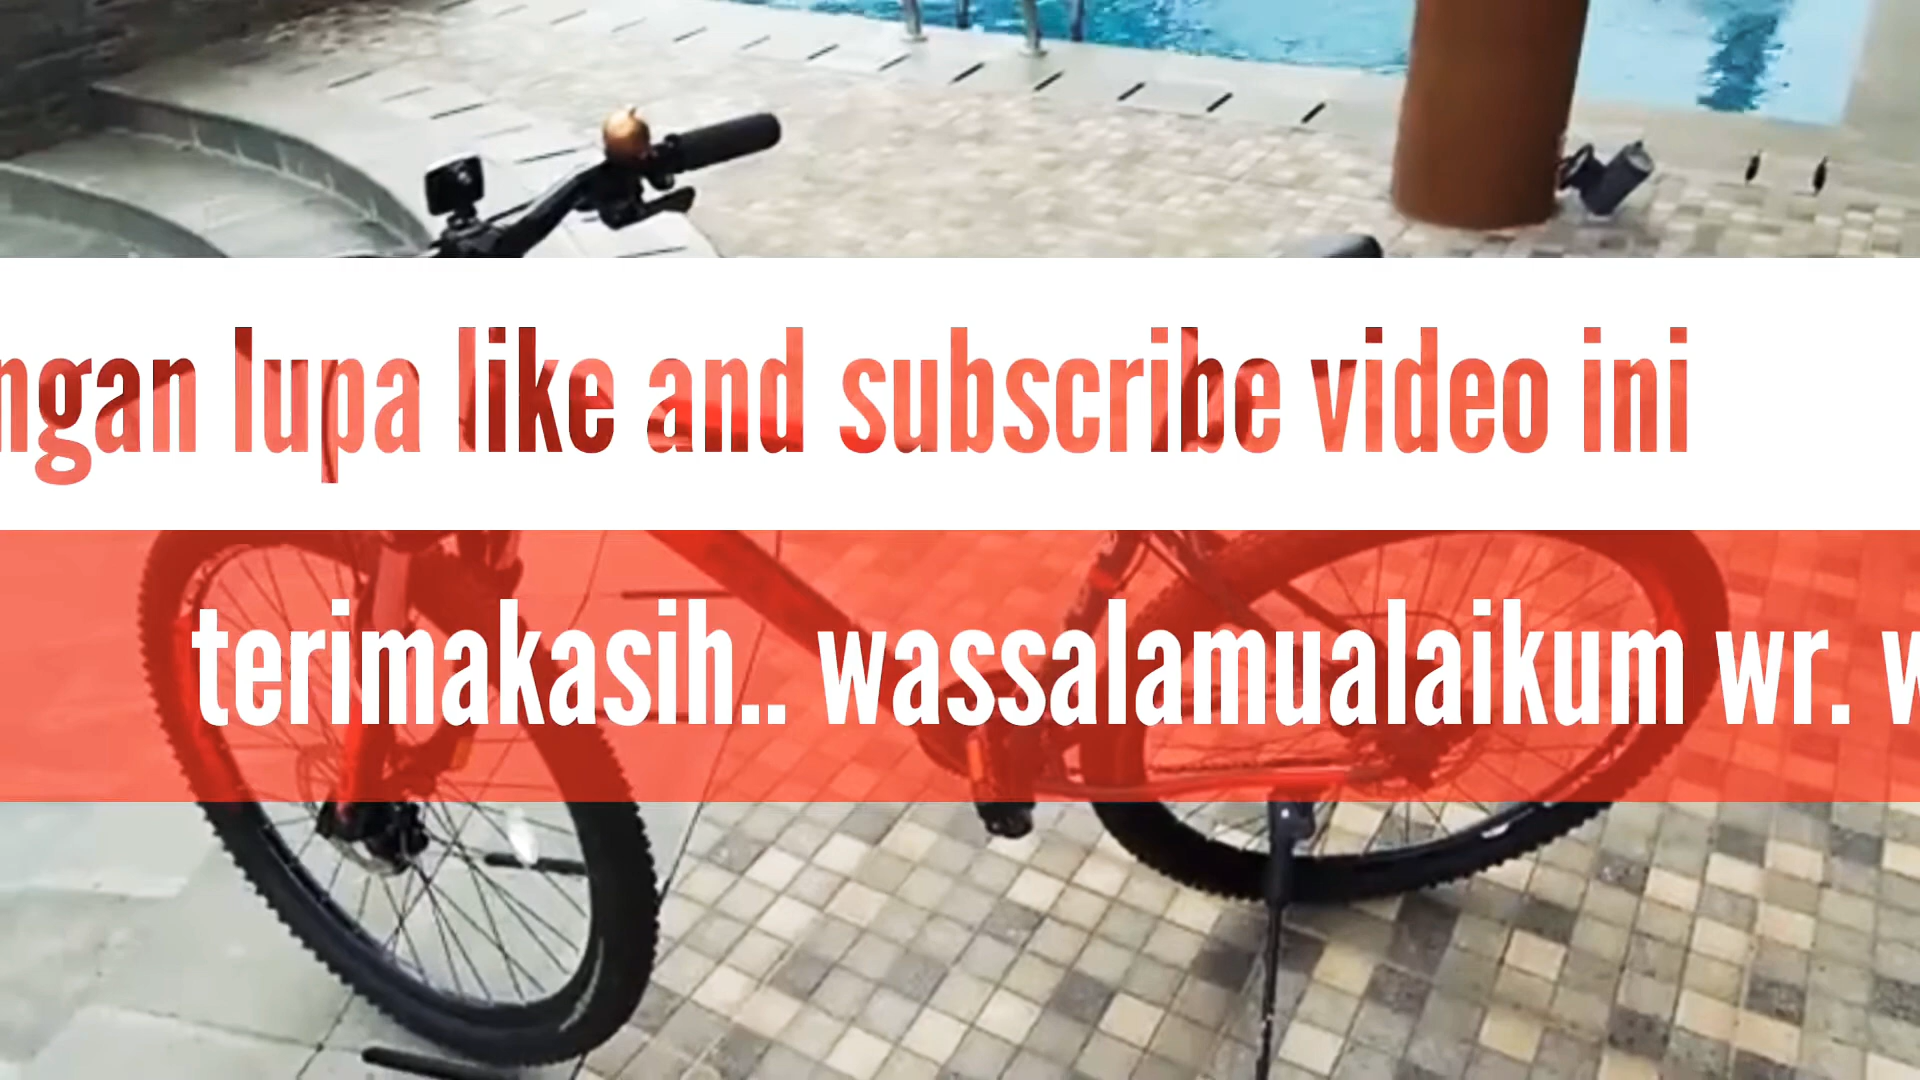 ngan lupa like and subscribe video ini
terimakasih.. wassalamualaikum wr. w